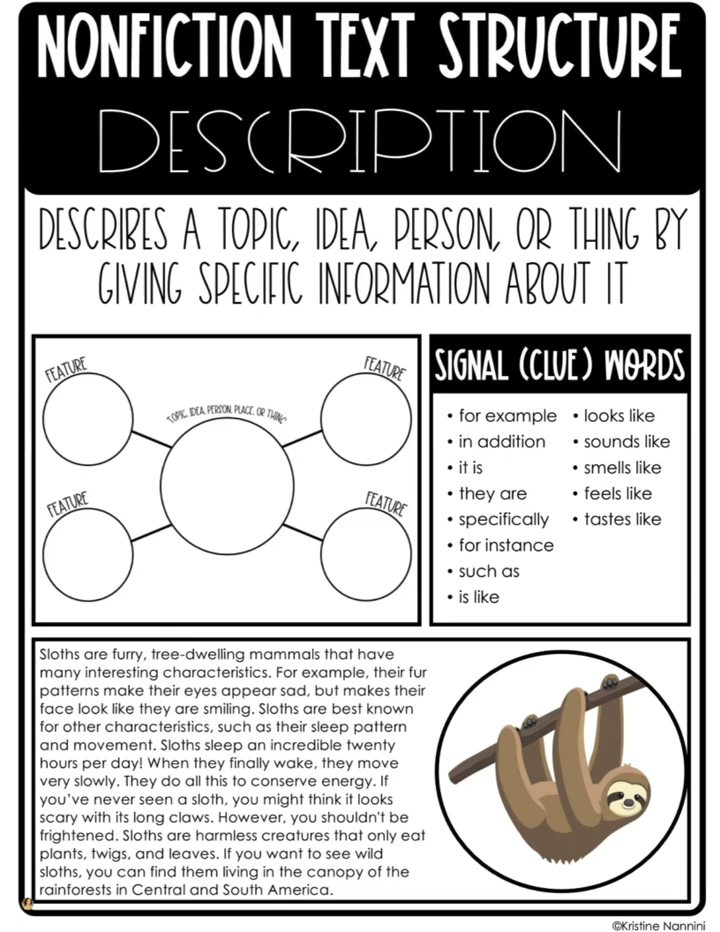 NONFICTION TEXT STRUCTURE
DESCRIPTION
DESCRIBES A TOPIC, IDEA, PERSON, OR THING BY
GIVING SPECIFIC INFORMATION ABOUT IT
FEATURE
FEATURE
TOPIC, IDEA, PERSON, PLACE, OR THING
FEATURE
FEATURE
SIGNAL (CLUE) WORDS
• for example
• in addition
• it is
• they are
• specifically
• for instance
• such as
• is like
• looks like
• sounds like
• smells like
• feels like
• tastes like
Sloths are furry, tree-dwelling mammals that have
many interesting characteristics. For example, their fur
patterns make their eyes appear sad, but makes their
face look like they are smiling. Sloths are best known
for other characteristics, such as their sleep pattern
and movement. Sloths sleep an incredible twenty
hours per day! When they finally wake, they move
very slowly. They do all this to conserve energy. If
you've never seen a sloth, you might think it looks
scary with its long claws. However, you shouldn't be
frightened. Sloths are harmless creatures that only eat
plants, twigs, and leaves. If you want to see wild
sloths, you can find them living in the canopy of the
rainforests in Central and South America.
©Kristine Nannini